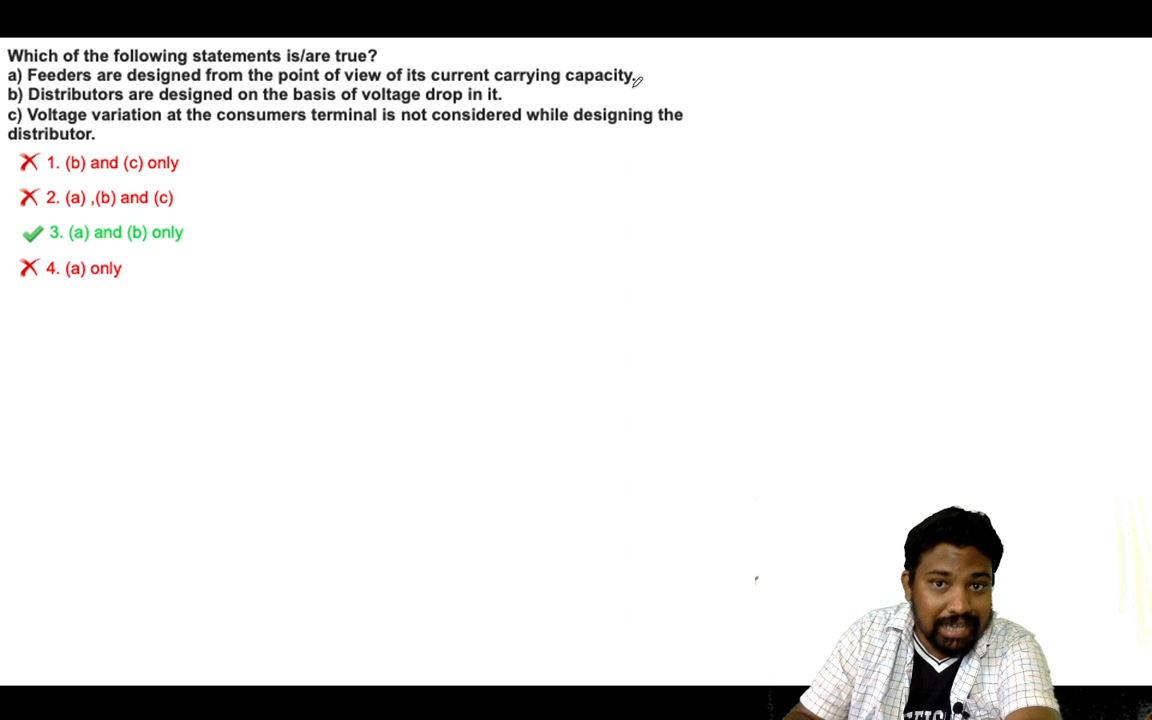 Which of the following statements is/are true?
a) Feeders are designed from the point of view of its current carrying capacity.
b) Distributors are designed on the basis of voltage drop in it.
c) Voltage variation at the consumers terminal is not considered while designing the
distributor.
1. (b) and (c) only
2. (a) ,(b) and (c)
3. (a) and (b) only
4. (a) only